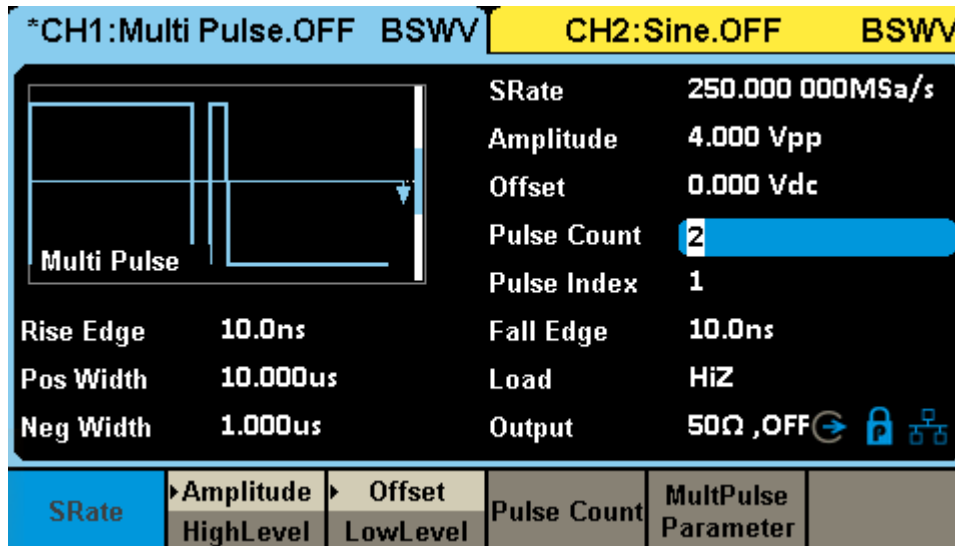 *CH1:Multi Pulse.OFF BSWV
CH2:Sine.OFF BSWV
Multi Pulse
SRate 250.000 000MSa/s
Amplitude 4.000 Vpp
Offset 0.000 Vdc
Pulse Count 2
Pulse Index 1
Rise Edge 10.0ns
Fall Edge 10.0ns
Pos Width 10.000us
Load HiZ
Neg Width 1.000us
Output 50Ω ,OFF P
SRate
Amplitude
HighLevel
Offset
LowLevel
Pulse Count
MultPulse
Parameter